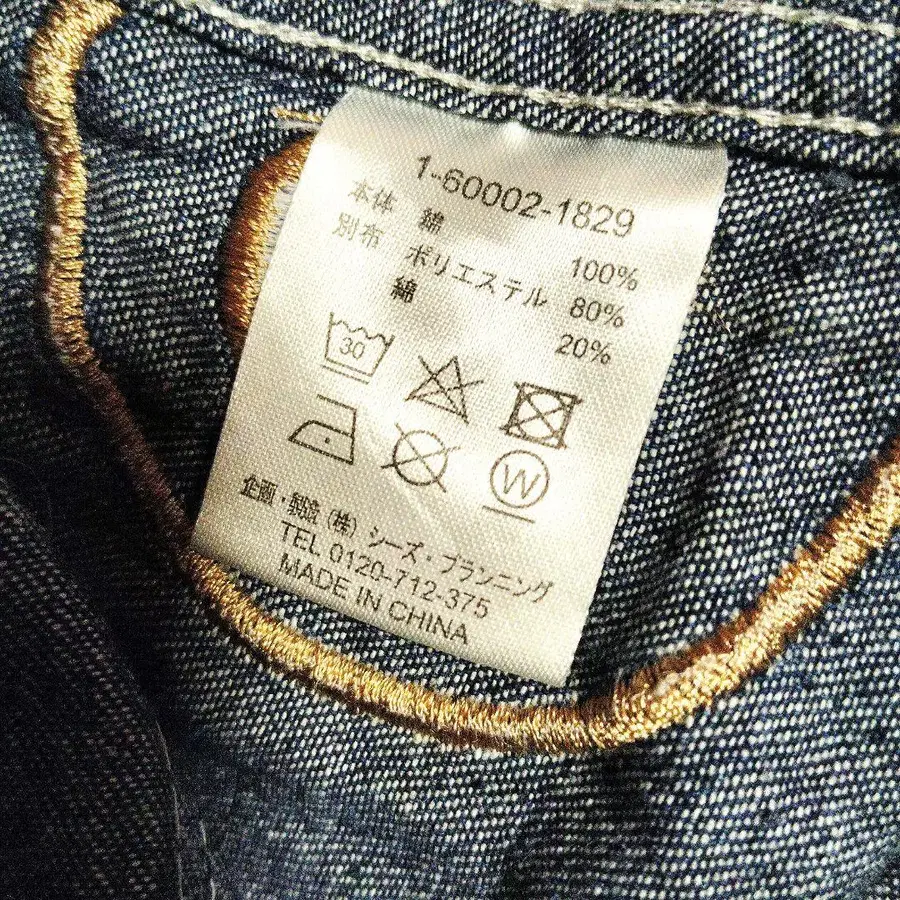 1-60002-1829
本体 綿 100%
別布 ポリエステル 80%
綿 20%
30
W
企画・製造 (株) シーズ・プランニング
TEL 0120-712-375
MADE IN CHINA